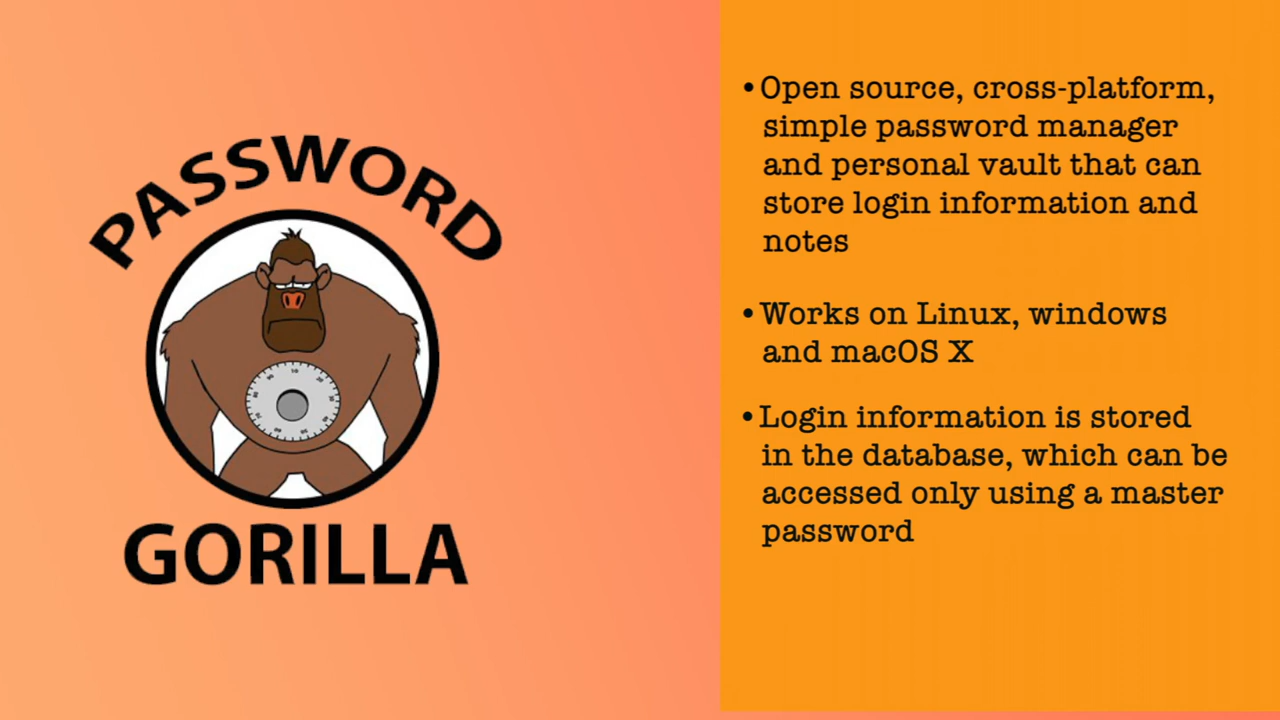 PASSWORD
GORILLA
•Open source, cross-platform,
simple password manager
and personal vault that can
store login information and
notes
•Works on Linux, windows
and macOS X
•Login information is stored
in the database, which can be
accessed only using a master
password